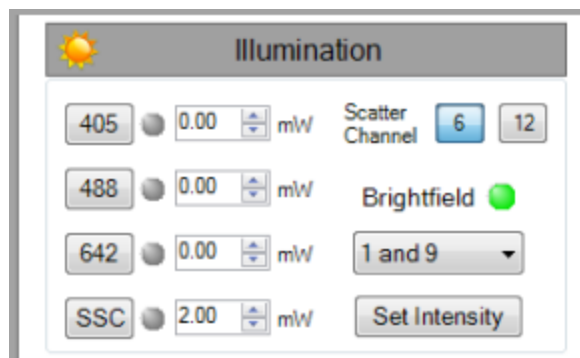 Illumination
405 0.00 mW Scatter Channel 6 12
488 0.00 mW Brightfield
642 0.00 mW 1 and 9
SSC 2.00 mW Set Intensity